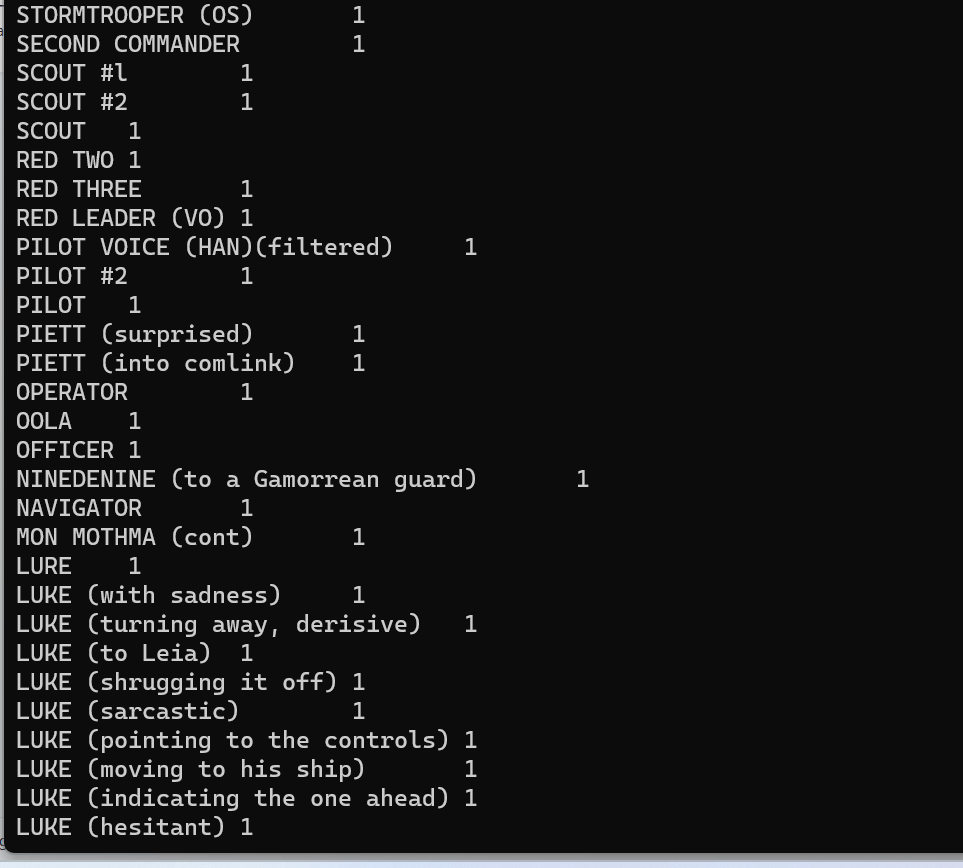 STORMTROOPER (OS) 1
SECOND COMMANDER 1
SCOUT #l 1
SCOUT #2 1
SCOUT 1
RED TWO 1
RED THREE 1
RED LEADER (VO) 1
PILOT VOICE (HAN)(filtered) 1
PILOT #2 1
PILOT 1
PIETT (surprised) 1
PIETT (into comlink) 1
OPERATOR 1
OOLA 1
OFFICER 1
NINEDENINE (to a Gamorrean guard) 1
NAVIGATOR 1
MON MOTHMA (cont) 1
LURE 1
LUKE (with sadness) 1
LUKE (turning away, derisive) 1
LUKE (to Leia) 1
LUKE (shrugging it off) 1
LUKE (sarcastic) 1
LUKE (pointing to the controls) 1
LUKE (moving to his ship) 1
LUKE (indicating the one ahead) 1
LUKE (hesitant) 1